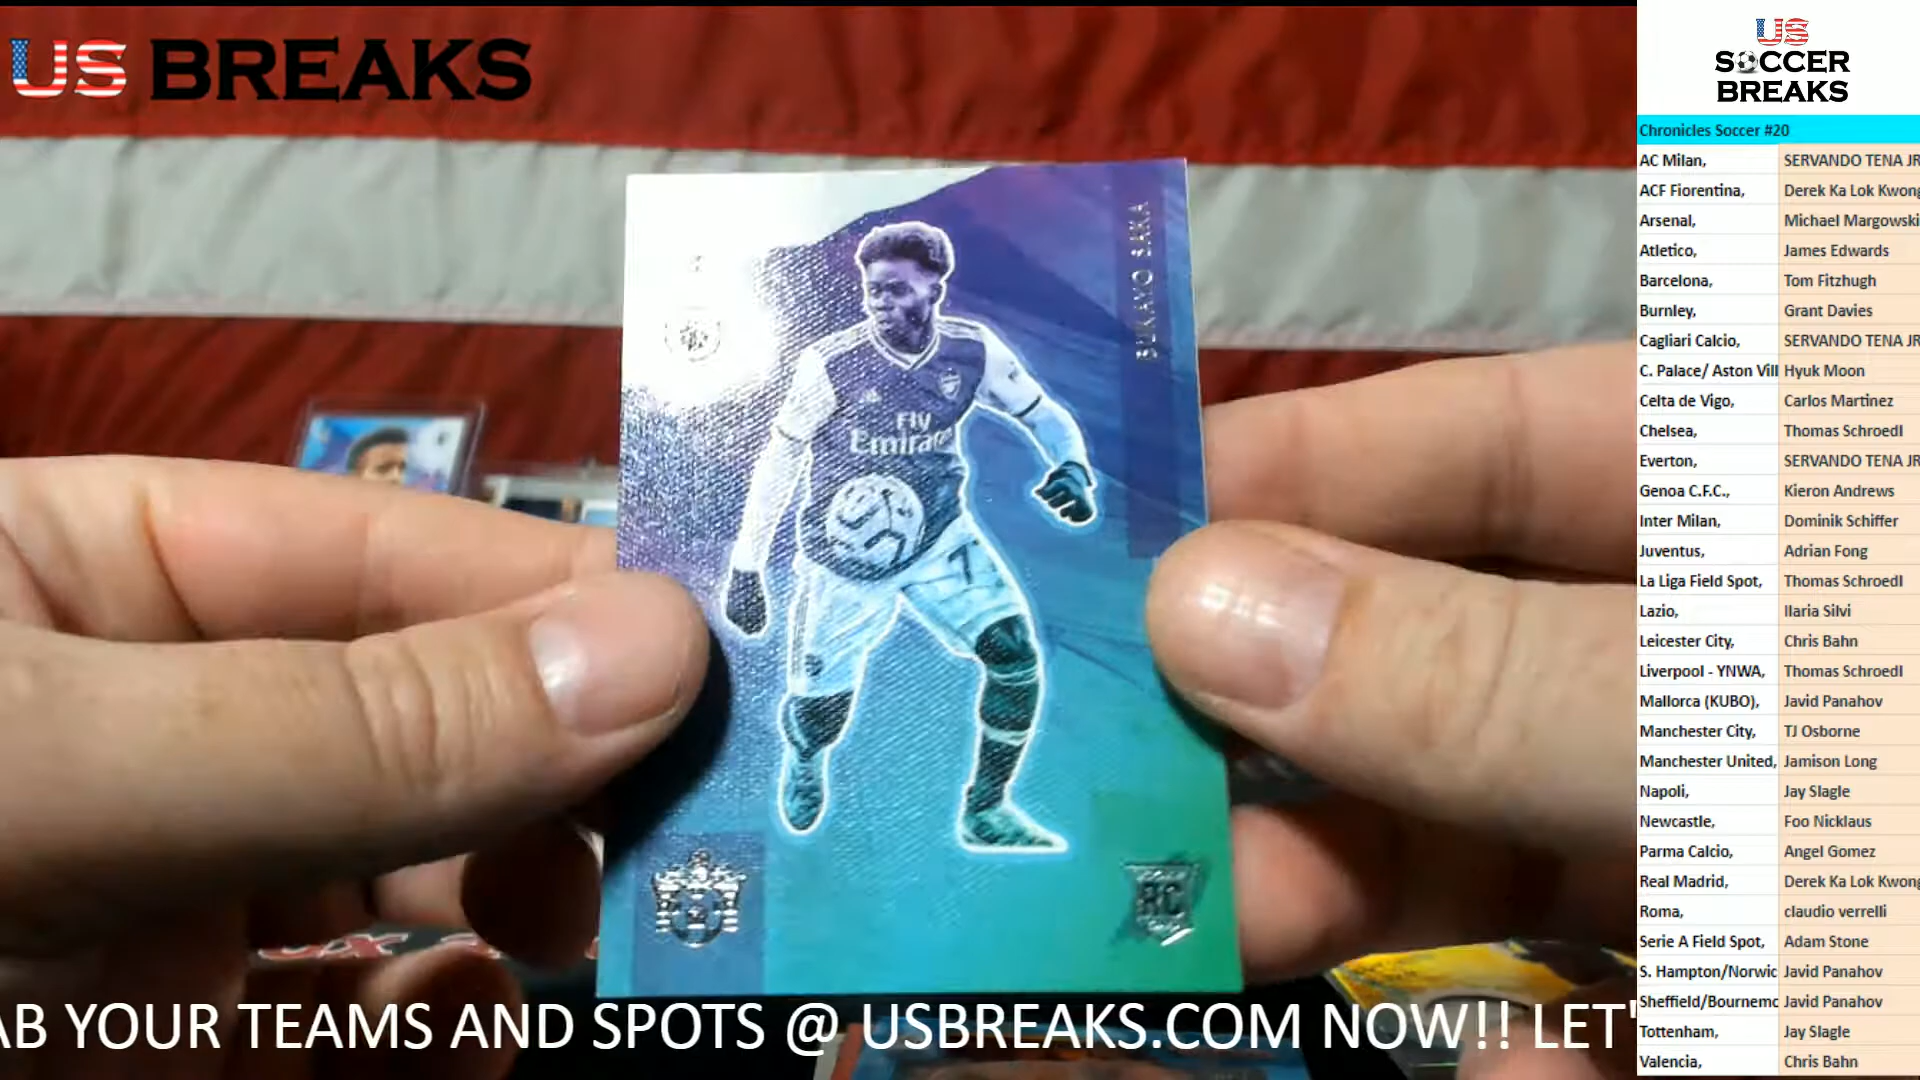 US BREAKS
BUKAYO SAKA
Fly
Emirates
7
RC
AB YOUR TEAMS AND SPOTS @ USBREAKS.COM NOW!! LET'
US
SOCCER
BREAKS
Chronicles Soccer #20
AC Milan, SERVANDO TENA JR
ACF Fiorentina, Derek Ka Lok Kwong
Arsenal, Michael Margowski
Atletico, James Edwards
Barcelona, Tom Fitzhugh
Burnley, Grant Davies
Cagliari Calcio, SERVANDO TENA JR
C. Palace/ Aston Vill Hyuk Moon
Celta de Vigo, Carlos Martinez
Chelsea, Thomas Schroedl
Everton, SERVANDO TENA JR
Genoa C.F.C., Kieron Andrews
Inter Milan, Dominik Schiffer
Juventus, Adrian Fong
La Liga Field Spot, Thomas Schroedl
Lazio, Ilaria Silvi
Leicester City, Chris Bahn
Liverpool - YNWA, Thomas Schroedl
Mallorca (KUBO), Javid Panahov
Manchester City, TJ Osborne
Manchester United, Jamison Long
Napoli, Jay Slagle
Newcastle, Foo Nicklaus
Parma Calcio, Angel Gomez
Real Madrid, Derek Ka Lok Kwong
Roma, claudio verrelli
Serie A Field Spot, Adam Stone
S. Hampton/Norwic Javid Panahov
Sheffield/Bournemo Javid Panahov
Tottenham, Jay Slagle
Valencia, Chris Bahn